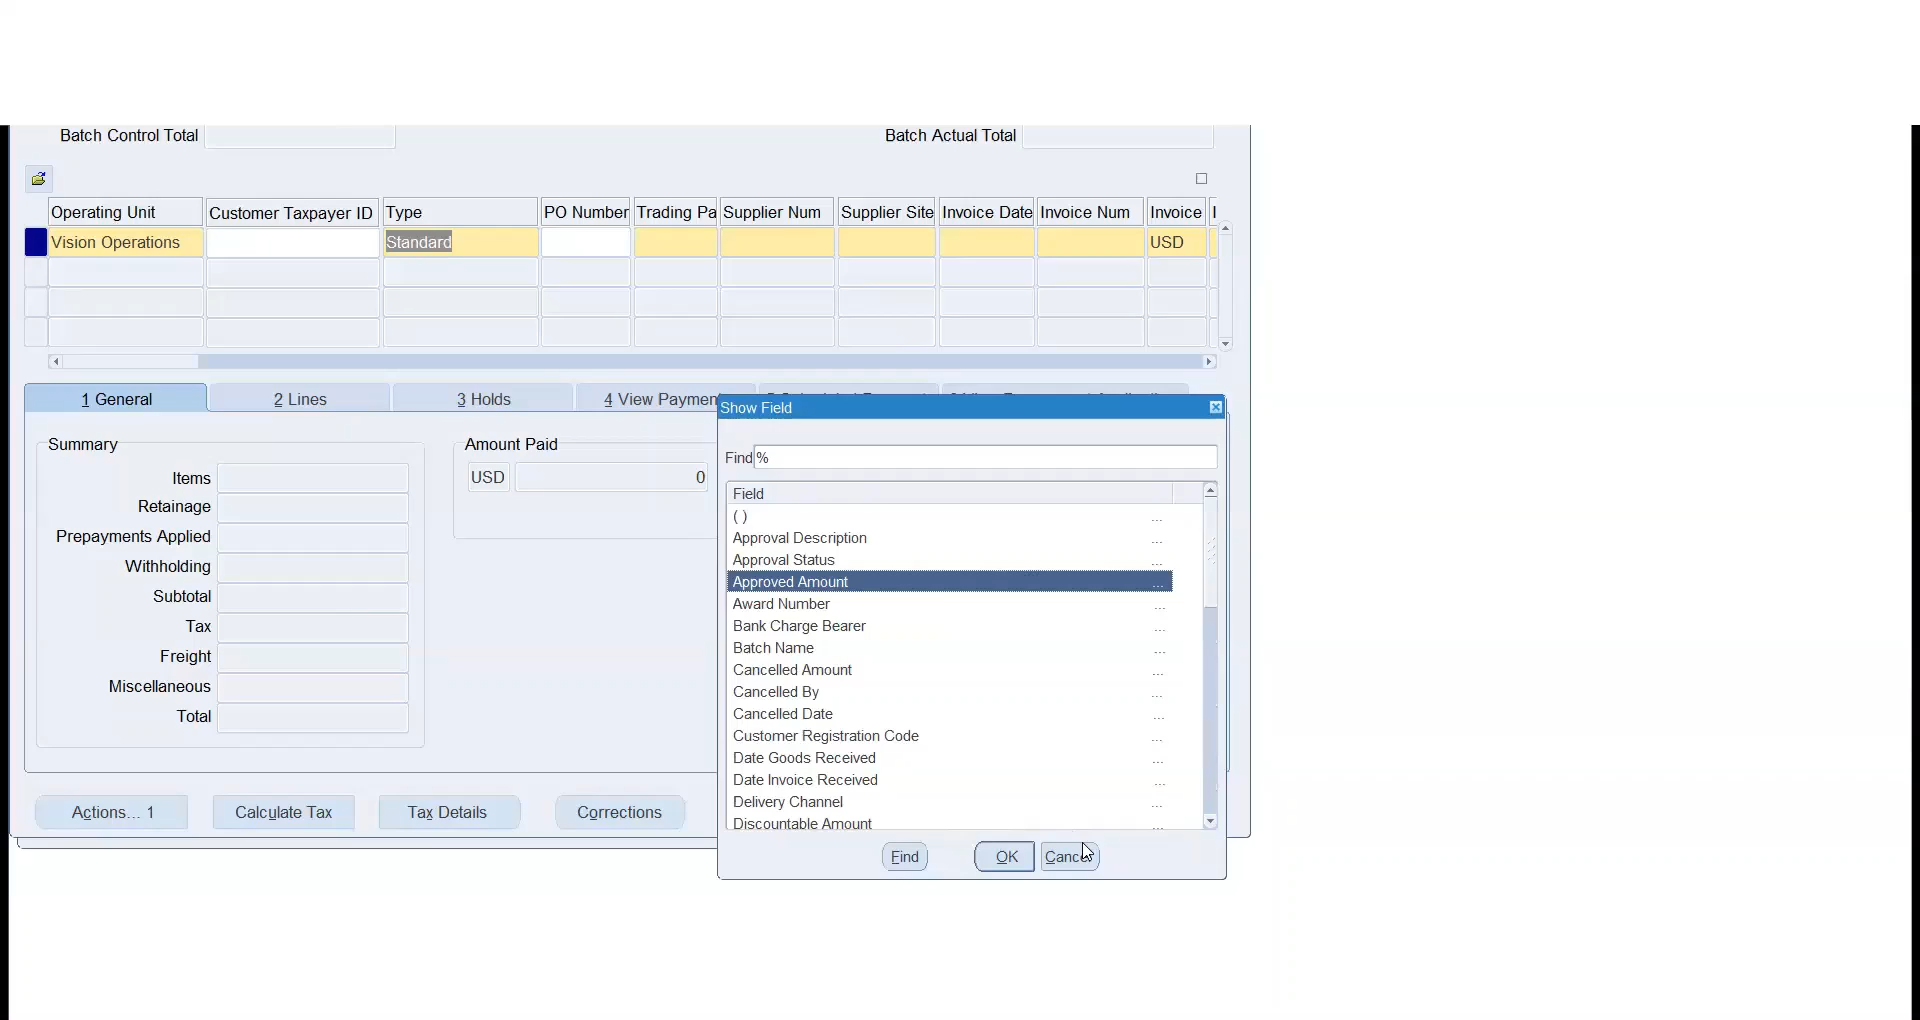 Batch Control Total
Batch Actual Total
Operating Unit Customer Taxpayer ID Type PO Number Trading Pa Supplier Num Supplier Site Invoice Date Invoice Num Invoice
Vision Operations Standard USD
1 General 2 Lines 3 Holds 4 View Paymen
Show Field
Summary
Amount Paid
Find %
Items
USD 0
Field
Retainage
( ) ...
Prepayments Applied
Approval Description ...
Approval Status ...
Withholding
Approved Amount ...
Subtotal
Award Number ...
Tax
Bank Charge Bearer ...
Batch Name ...
Freight
Cancelled Amount ...
Miscellaneous
Cancelled By ...
Total
Cancelled Date ...
Customer Registration Code ...
Date Goods Received ...
Date Invoice Received ...
Delivery Channel ...
Actions... 1 Calculate Tax Tax Details Corrections
Discountable Amount ...
Find OK Cance